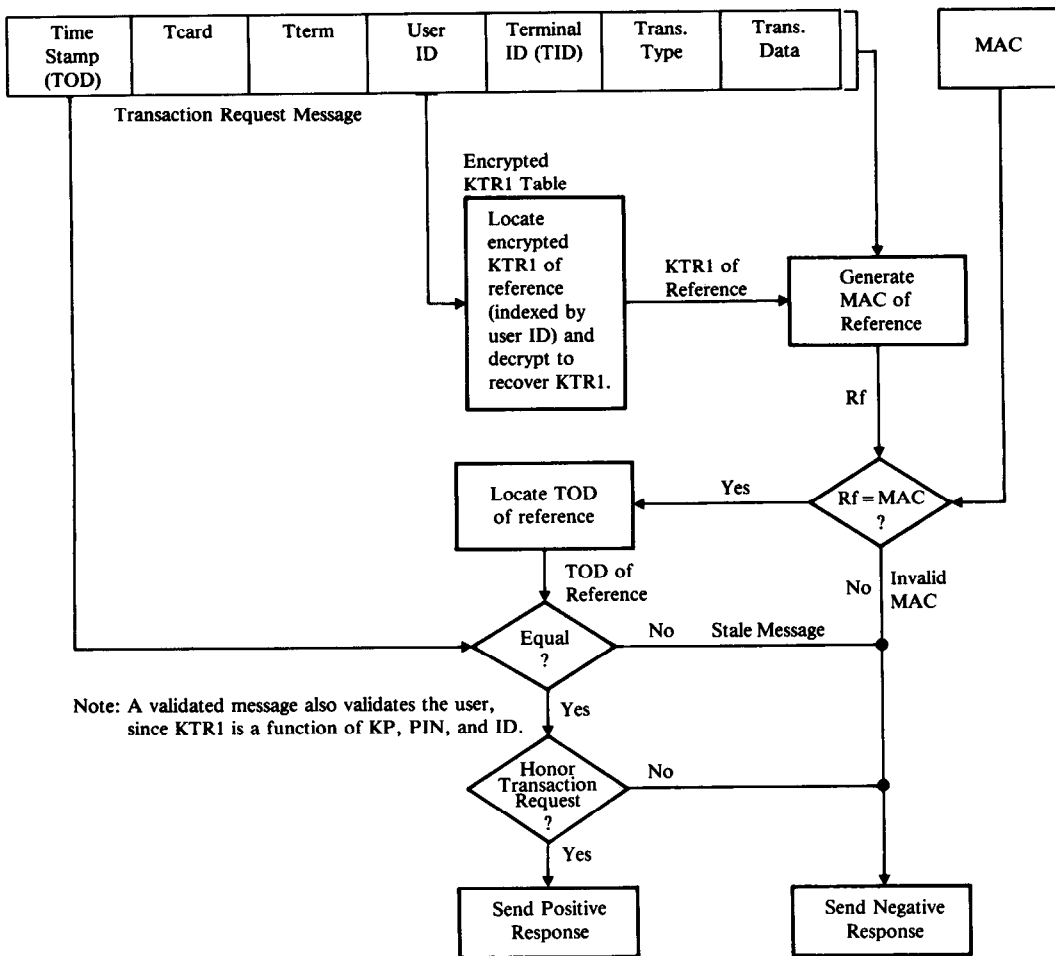 Time
Stamp
(TOD)
Tcard
Tterm
User
ID
Terminal
ID (TID)
Trans.
Type
Trans.
Data
MAC
Transaction Request Message
Encrypted
KTR1 Table
Locate
encrypted
KTR1 of
reference
(indexed by
user ID) and
decrypt to
recover KTR1.
KTR1 of
Reference
Generate
MAC of
Reference
Rf
Rf = MAC
?
Yes
Locate TOD
of reference
TOD of
Reference
No
Invalid
MAC
Equal
?
No
Stale Message
Note: A validated message also validates the user,
since KTR1 is a function of KP, PIN, and ID.
Yes
Honor
Transaction
Request
?
No
Yes
Send Positive
Response
Send Negative
Response